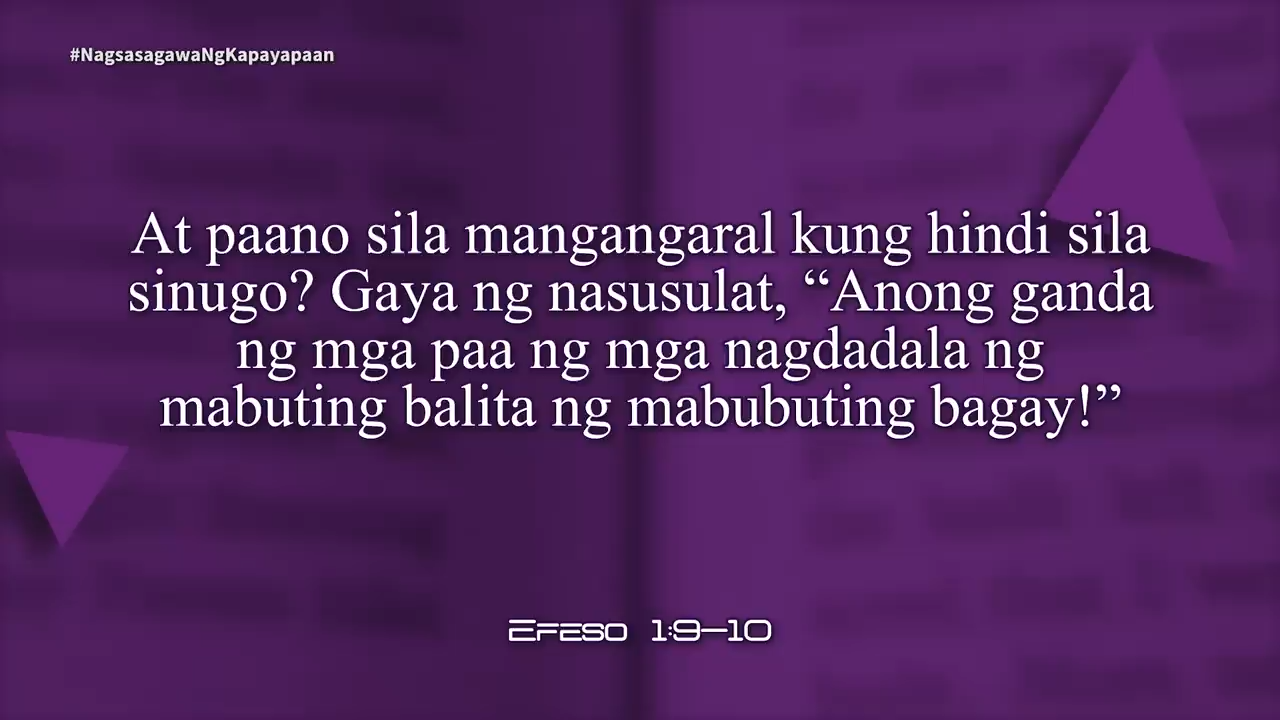 #NagsasagawaNgKapayapaan
At paano sila mangangaral kung hindi sila
sinugo? Gaya ng nasusulat, “Anong ganda
ng mga paa ng mga nagdadala ng
mabuting balita ng mabubuting bagay!”
Efeso 1:9–10